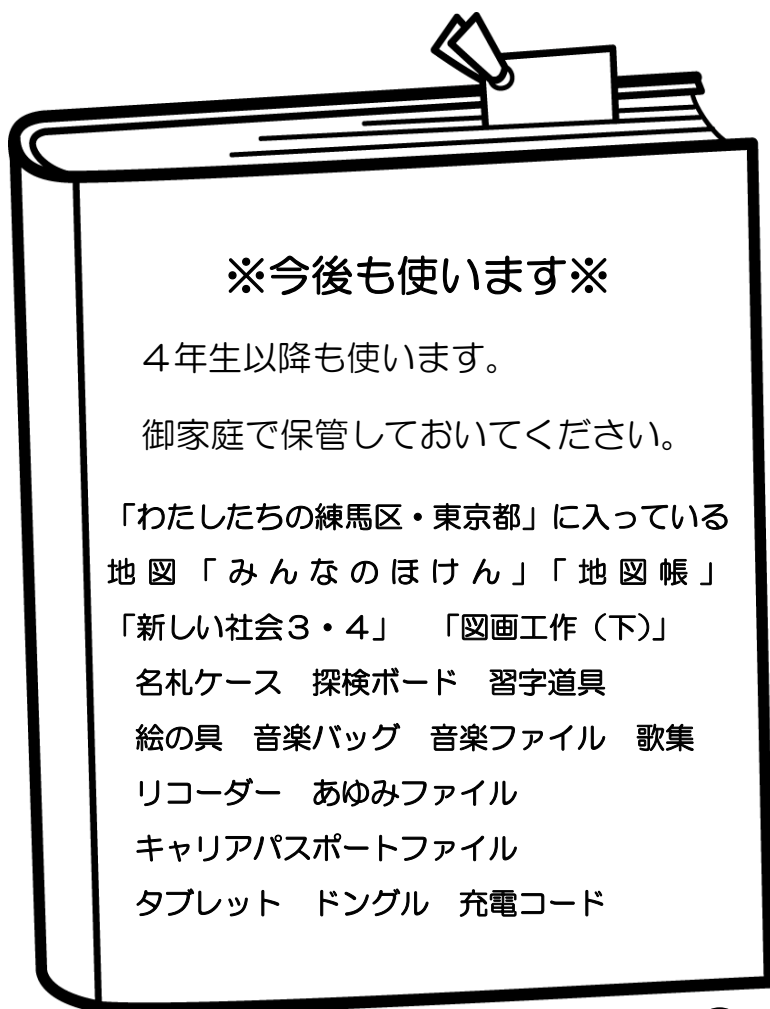 ※今後も使います※
４年生以降も使います。
御家庭で保管しておいてください。
「わたしたちの練馬区・東京都」に入っている
地図「みんなのほけん」「地図帳」
「新しい社会３・４」　「図画工作（下）」
名札ケース　探検ボード　習字道具
絵の具　音楽バッグ　音楽ファイル　歌集
リコーダー　あゆみファイル
キャリアパスポートファイル
タブレット　ドングル　充電コード